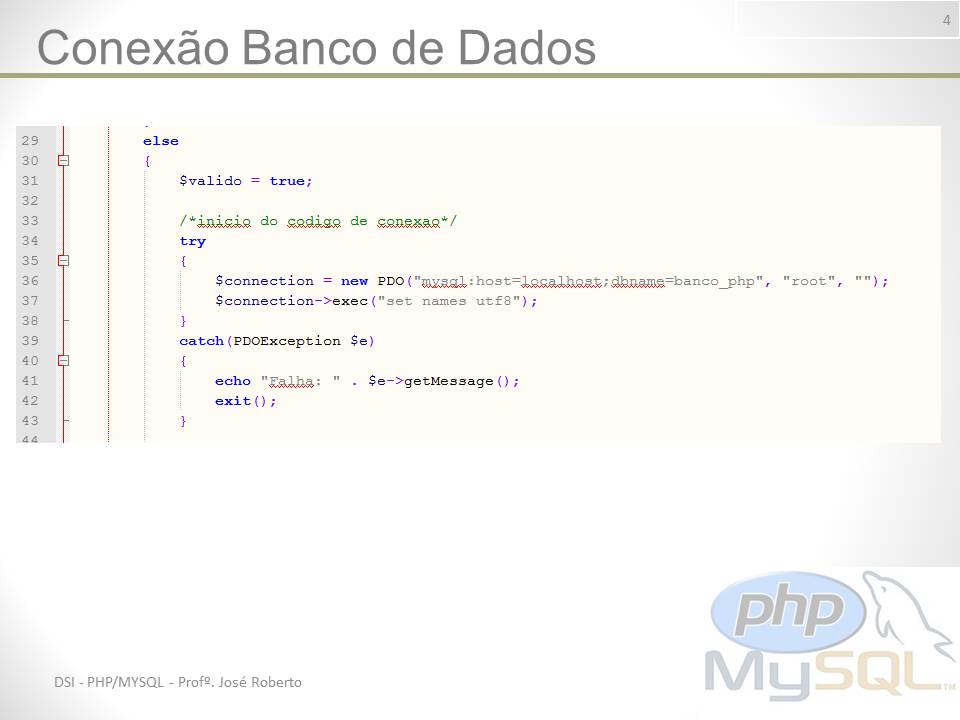 4
Conexão Banco de Dados
29 else
30 {
31 $valido = true;
32
33 /*inicio do codigo de conexao*/
34 try
35 {
36 $connection = new PDO("mysql:host=localhost;dbname=banco_php", "root", "");
37 $connection->exec("set names utf8");
38 }
39 catch(PDOException $e)
40 {
41 echo "Falha: " . $e->getMessage();
42 exit();
43 }
44
php
MySQL™
DSI - PHP/MYSQL - Profº. José Roberto